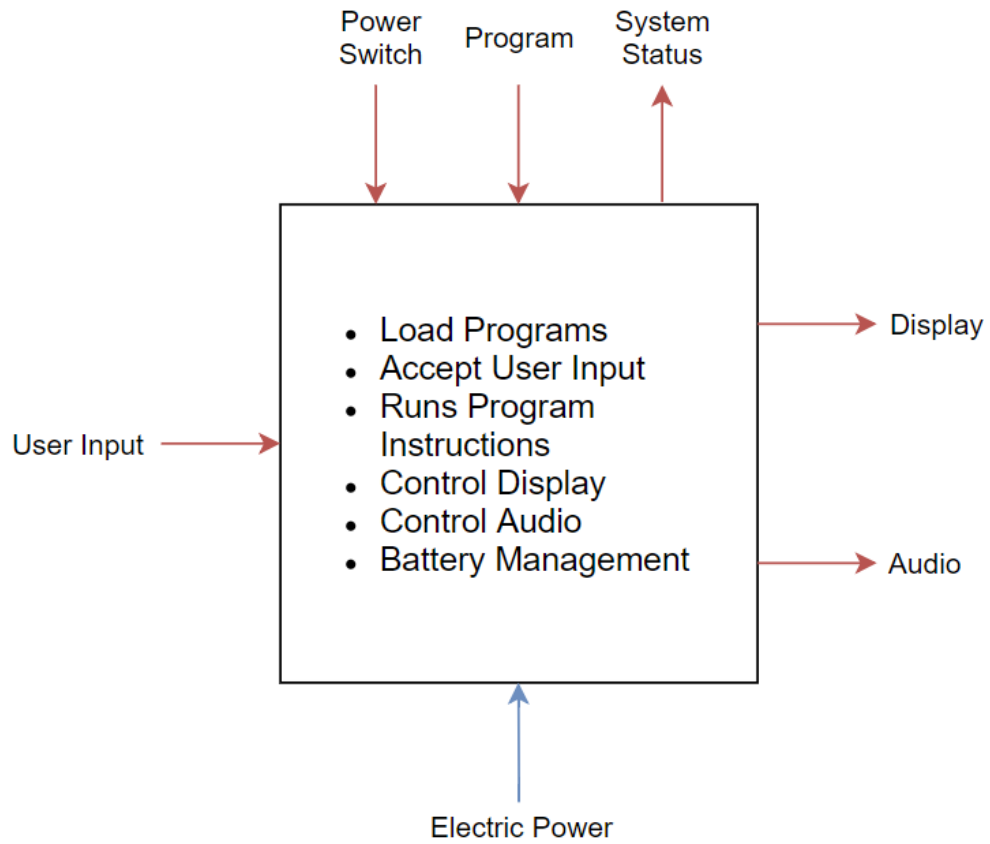 Power
Switch
Program
System
Status
Display
• Load Programs
• Accept User Input
• Runs Program
Instructions
• Control Display
• Control Audio
• Battery Management
User Input
Audio
Electric Power